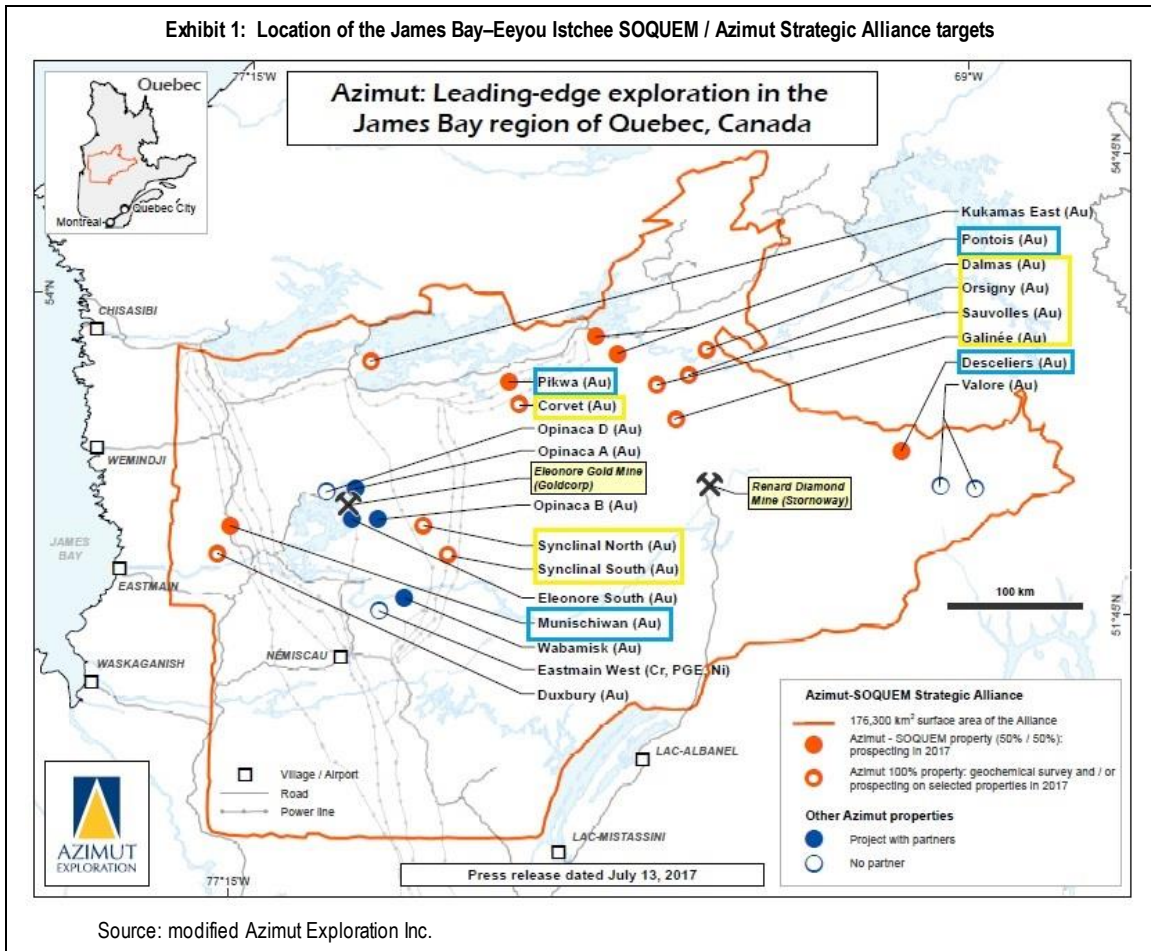 Exhibit 1: Location of the James Bay–Eeyou Istchee SOQUEM / Azimut Strategic Alliance targets
77°15'W
69°W
Quebec
Quebec City
Montreal
Azimut: Leading-edge exploration in the
James Bay region of Quebec, Canada
54°45'N
54°N
Kukamas East (Au)
Pontois (Au)
Dalmas (Au)
Orsigny (Au)
Sauvolles (Au)
Galinée (Au)
Desceliers (Au)
Valore (Au)
CHISASIBI
Pikwa (Au)
Corvet (Au)
Opinaca D (Au)
Opinaca A (Au)
Eleonore Gold Mine
(Goldcorp)
Opinaca B (Au)
Renard Diamond
Mine (Stornoway)
WEMINDJI
JAMES
BAY
EASTMAIN
Synclinal North (Au)
Synclinal South (Au)
Eleonore South (Au)
Munischiwan (Au)
Wabamisk (Au)
Eastmain West (Cr, PGE, Ni)
Duxbury (Au)
100 km
51°45'N
NÉMISCAU
WASKAGANISH
LAC-ALBANEL
LAC-MISTASSINI
Azimut-SOQUEM Strategic Alliance
176,300 km² surface area of the Alliance
Azimut - SOQUEM property (50% / 50%):
prospecting in 2017
Azimut 100% property: geochemical survey and / or
prospecting on selected properties in 2017
Other Azimut properties
Project with partners
No partner
Village / Airport
Road
Power line
AZIMUT
EXPLORATION
77°15'W
Press release dated July 13, 2017
Source: modified Azimut Exploration Inc.